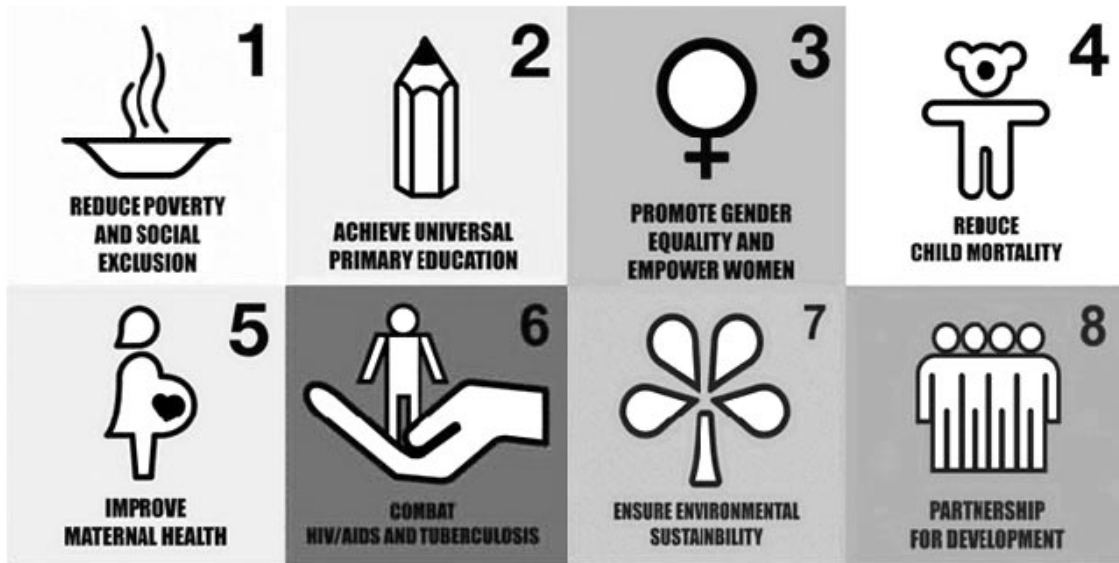 1
REDUCE POVERTY
AND SOCIAL
EXCLUSION
2
ACHIEVE UNIVERSAL
PRIMARY EDUCATION
3
PROMOTE GENDER
EQUALITY AND
EMPOWER WOMEN
4
REDUCE
CHILD MORTALITY
5
IMPROVE
MATERNAL HEALTH
6
COMBAT
HIV/AIDS AND TUBERCULOSIS
7
ENSURE ENVIRONMENTAL
SUSTAINBILITY
8
PARTNERSHIP
FOR DEVELOPMENT